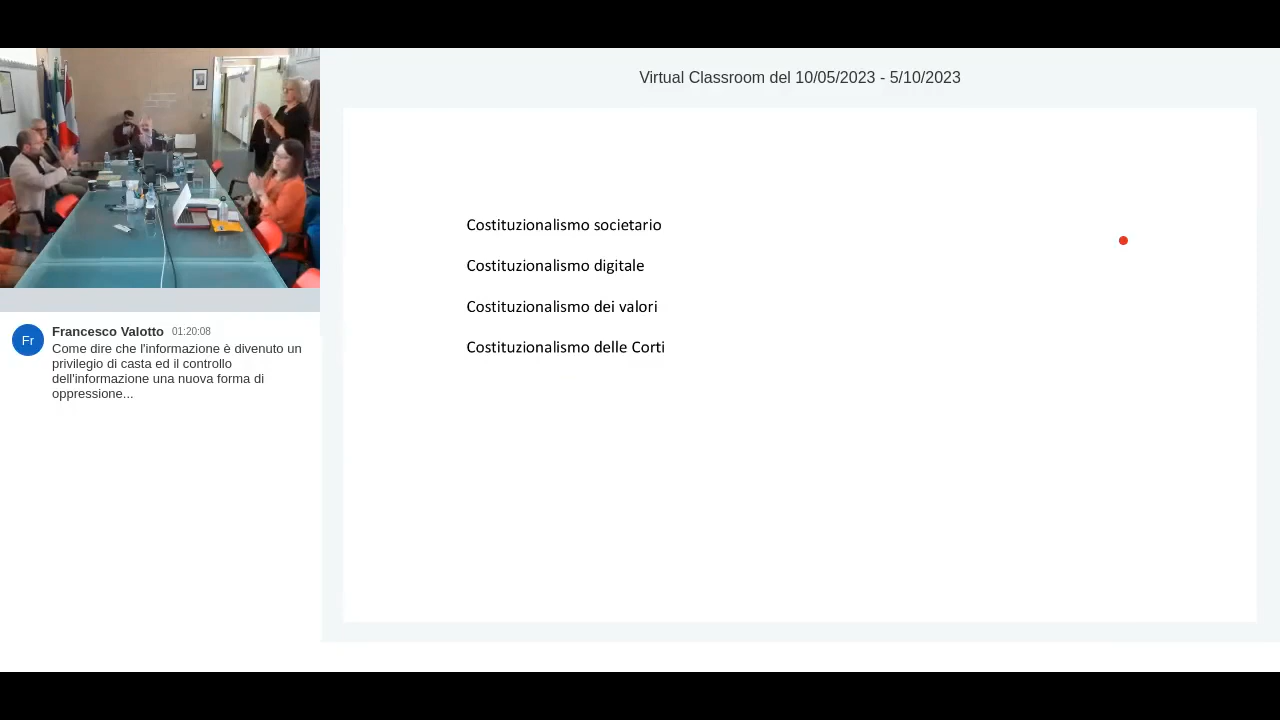 Virtual Classroom del 10/05/2023 - 5/10/2023
Costituzionalismo societario
Costituzionalismo digitale
Costituzionalismo dei valori
Costituzionalismo delle Corti
Fr
Francesco Valotto 01:20:08
Come dire che l'informazione è divenuto un
privilegio di casta ed il controllo
dell'informazione una nuova forma di
oppressione...